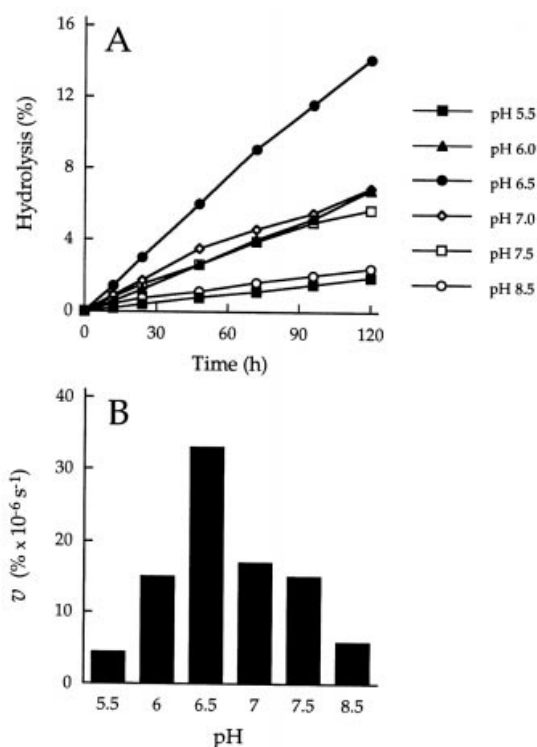 A
Hydrolysis (%)
16
12
8
4
0
0 30 60 90 120
Time (h)
pH 5.5
pH 6.0
pH 6.5
pH 7.0
pH 7.5
pH 8.5
B
υ (% x 10⁻⁶ s⁻¹)
40
30
20
10
0
5.5 6 6.5 7 7.5 8.5
pH